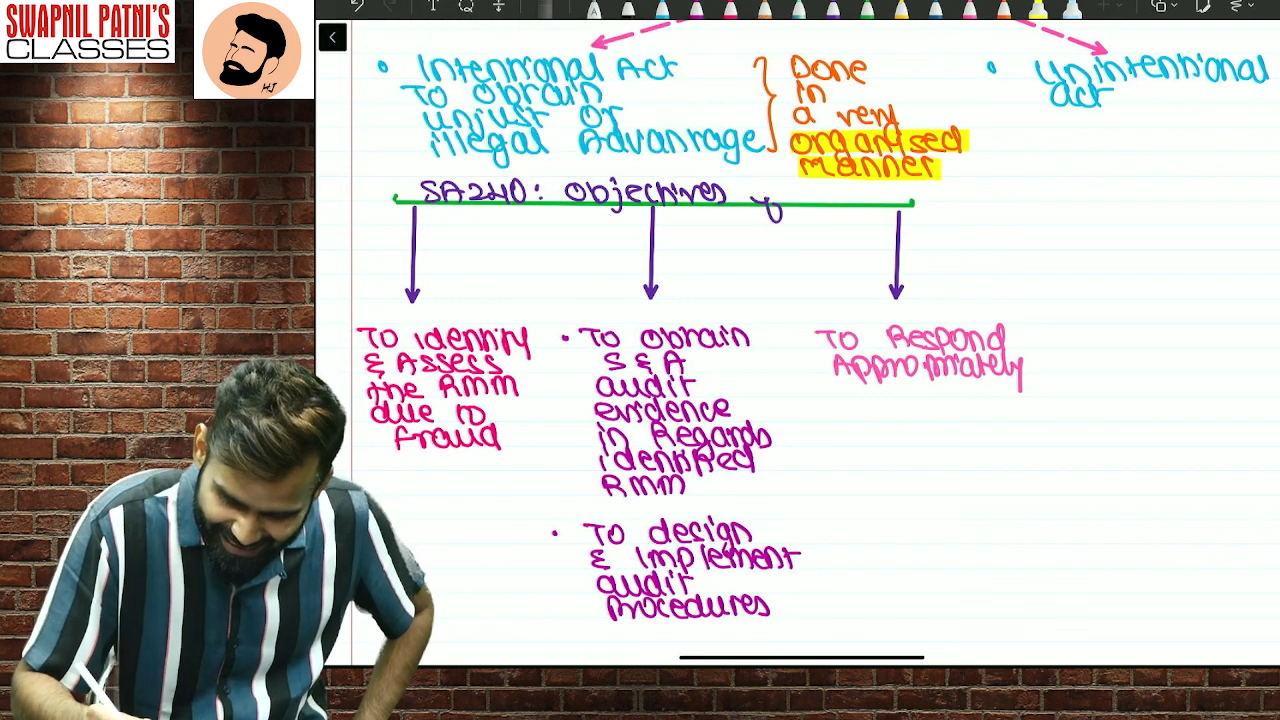 SWAPNIL PATNI'S
CLASSES
HJ
• Intentional Act
To obtain
unjust or
illegal Advantage
Done
in
a very
organised
manner
• Unintentional
act
SA240: Objectives
To identify
& Assess
the RMM
due to
fraud
• To obtain
S & A
audit
evidence
in Regards
identified
RMM
• To design
& Implement
audit
Procedures
To Respond
Appropriately